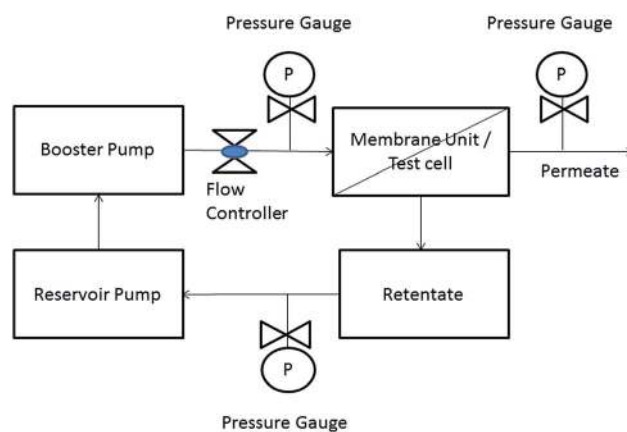 Pressure Gauge
Pressure Gauge
P
P
Booster Pump
Membrane Unit /
Test cell
Flow
Controller
Permeate
Reservoir Pump
Retentate
P
Pressure Gauge